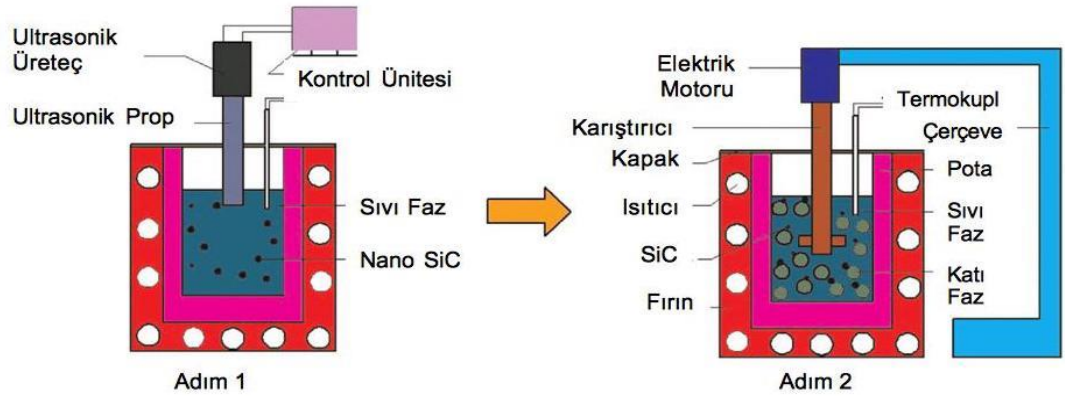 Ultrasonik
Üreteç
Kontrol Ünitesi
Ultrasonik Prop
Sıvı Faz
Nano SiC
Adım 1
Elektrik
Motoru
Termokupl
Karıştırıcı
Çerçeve
Kapak
Pota
Isıtıcı
Sıvı
Faz
SiC
Katı
Faz
Fırın
Adım 2